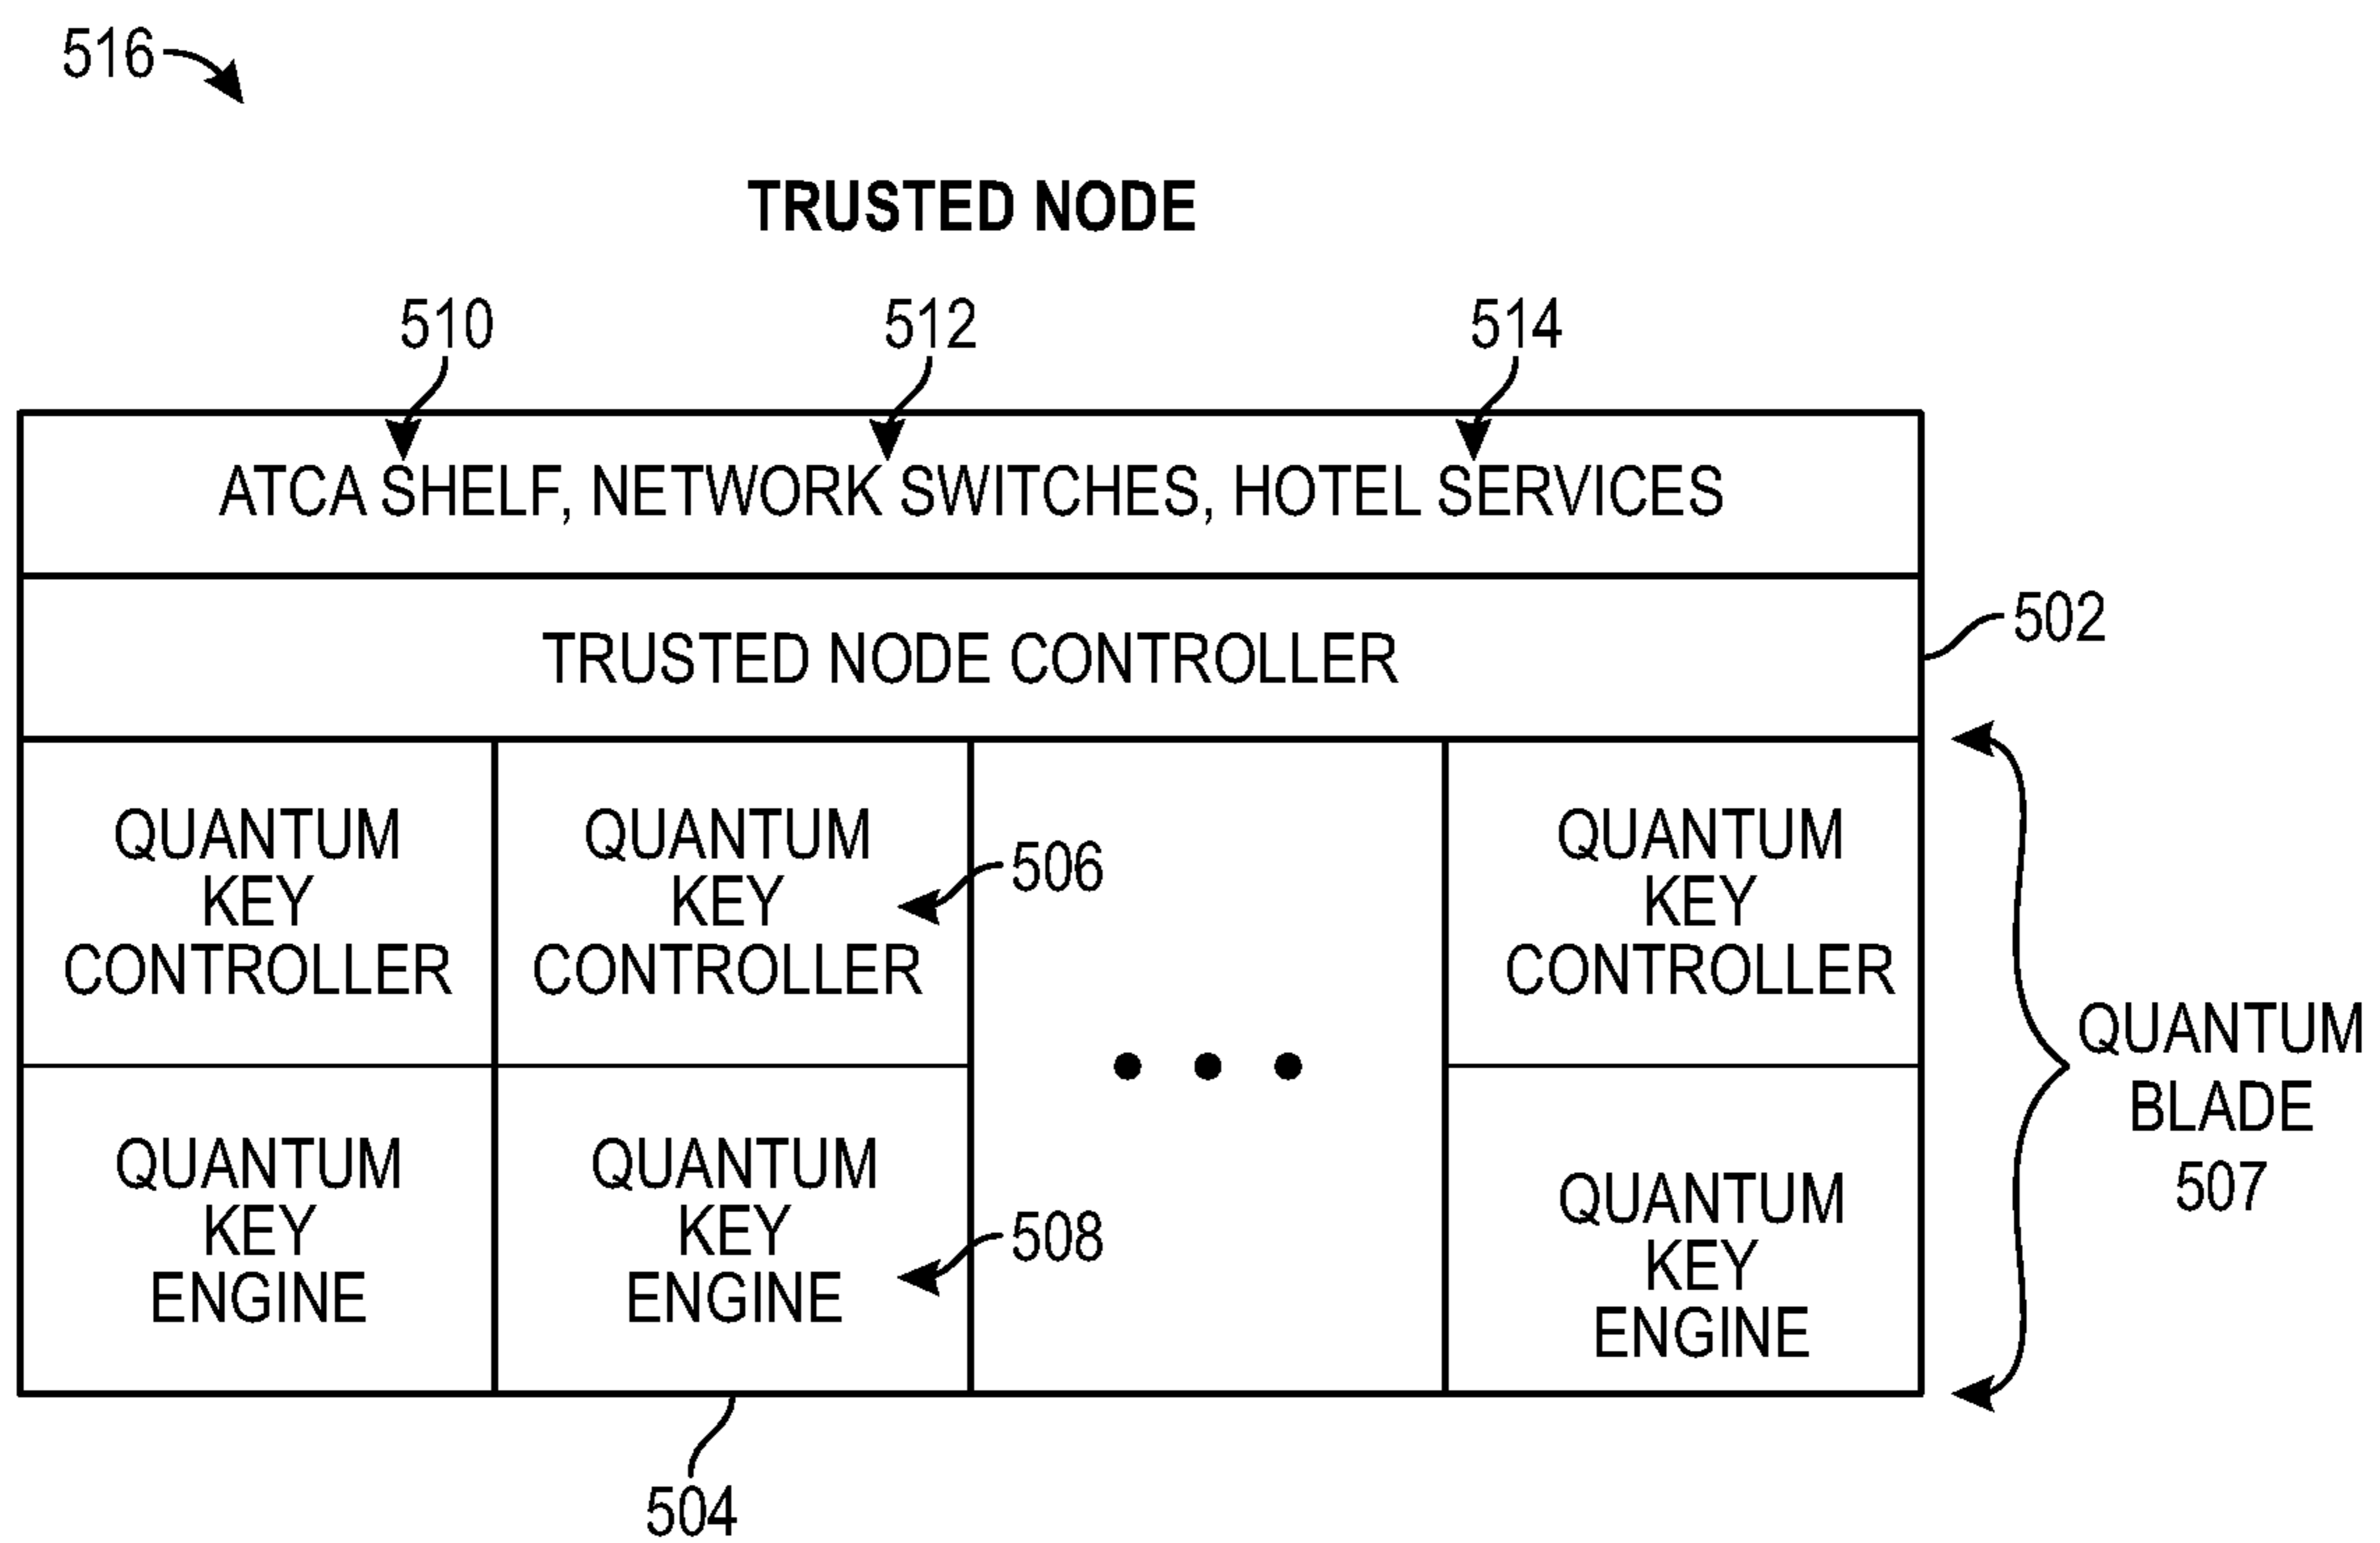 516
TRUSTED NODE
510
512
514
ATCA SHELF, NETWORK SWITCHES, HOTEL SERVICES
TRUSTED NODE CONTROLLER
502
QUANTUM
KEY
CONTROLLER
QUANTUM
KEY
CONTROLLER
506
QUANTUM
KEY
CONTROLLER
QUANTUM
KEY
ENGINE
QUANTUM
KEY
ENGINE
508
QUANTUM
KEY
ENGINE
QUANTUM
BLADE
507
504